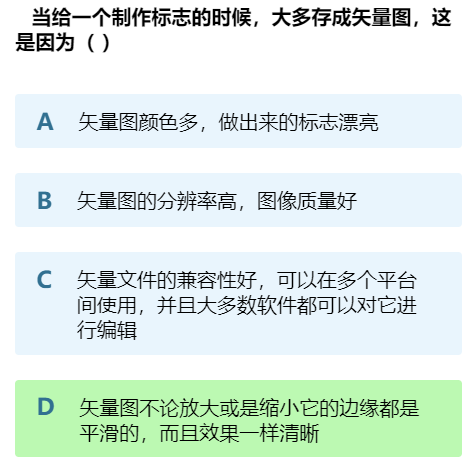 当给一个制作标志的时候，大多存成矢量图，这
是因为（ ）
A 矢量图颜色多，做出来的标志漂亮
B 矢量图的分辨率高，图像质量好
C 矢量文件的兼容性好，可以在多个平台
间使用，并且大多数软件都可以对它进
行编辑
D 矢量图不论放大或是缩小它的边缘都是
平滑的，而且效果一样清晰